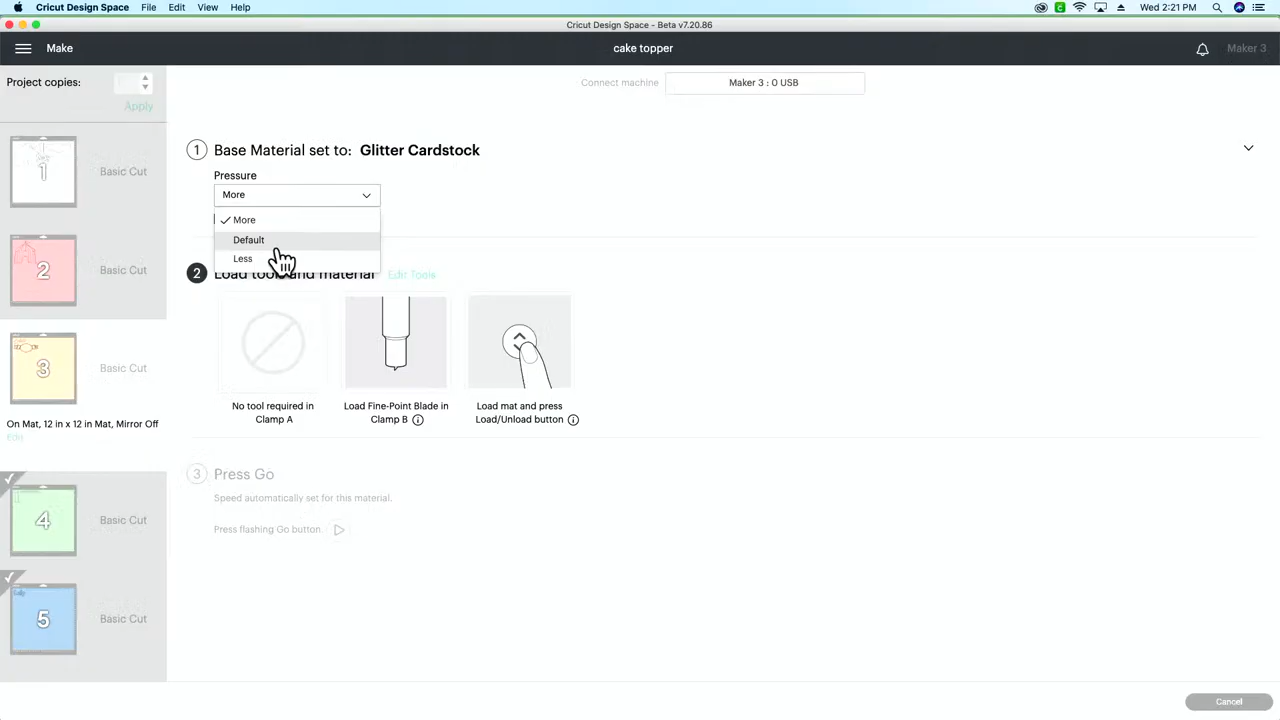 Cricut Design Space File Edit View Help
Wed 2:21 PM
Cricut Design Space - Beta v7.20.86
Make
cake topper
Maker 3
Project copies:
Apply
Connect machine
Maker 3 : 0 USB
1 Base Material set to: Glitter Cardstock
Pressure
More
More
Default
Less
2 Load tools and material Edit Tools
No tool required in
Clamp A
Load Fine-Point Blade in
Clamp B
Load mat and press
Load/Unload button
3 Press Go
Speed automatically set for this material.
Press flashing Go button.
1 Basic Cut
2 Basic Cut
3 Basic Cut
On Mat, 12 in x 12 in Mat, Mirror Off
Edit
4 Basic Cut
5 Basic Cut
Cancel